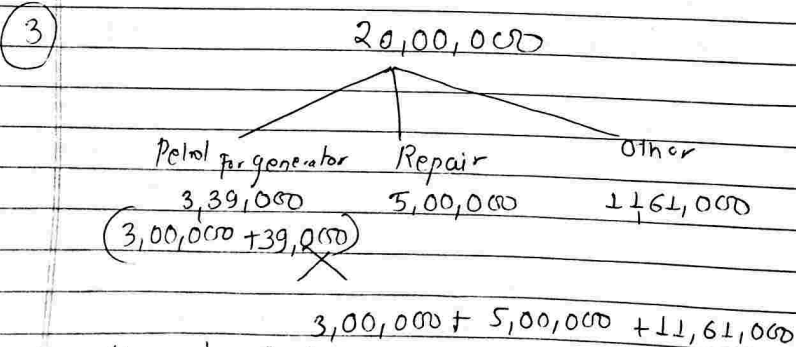 3
20,00,000
Petrol for generator Repair Other
3,39,000 5,00,000 11,61,000
(3,00,000 + 39,000)
3,00,000 + 5,00,000 + 11,61,000